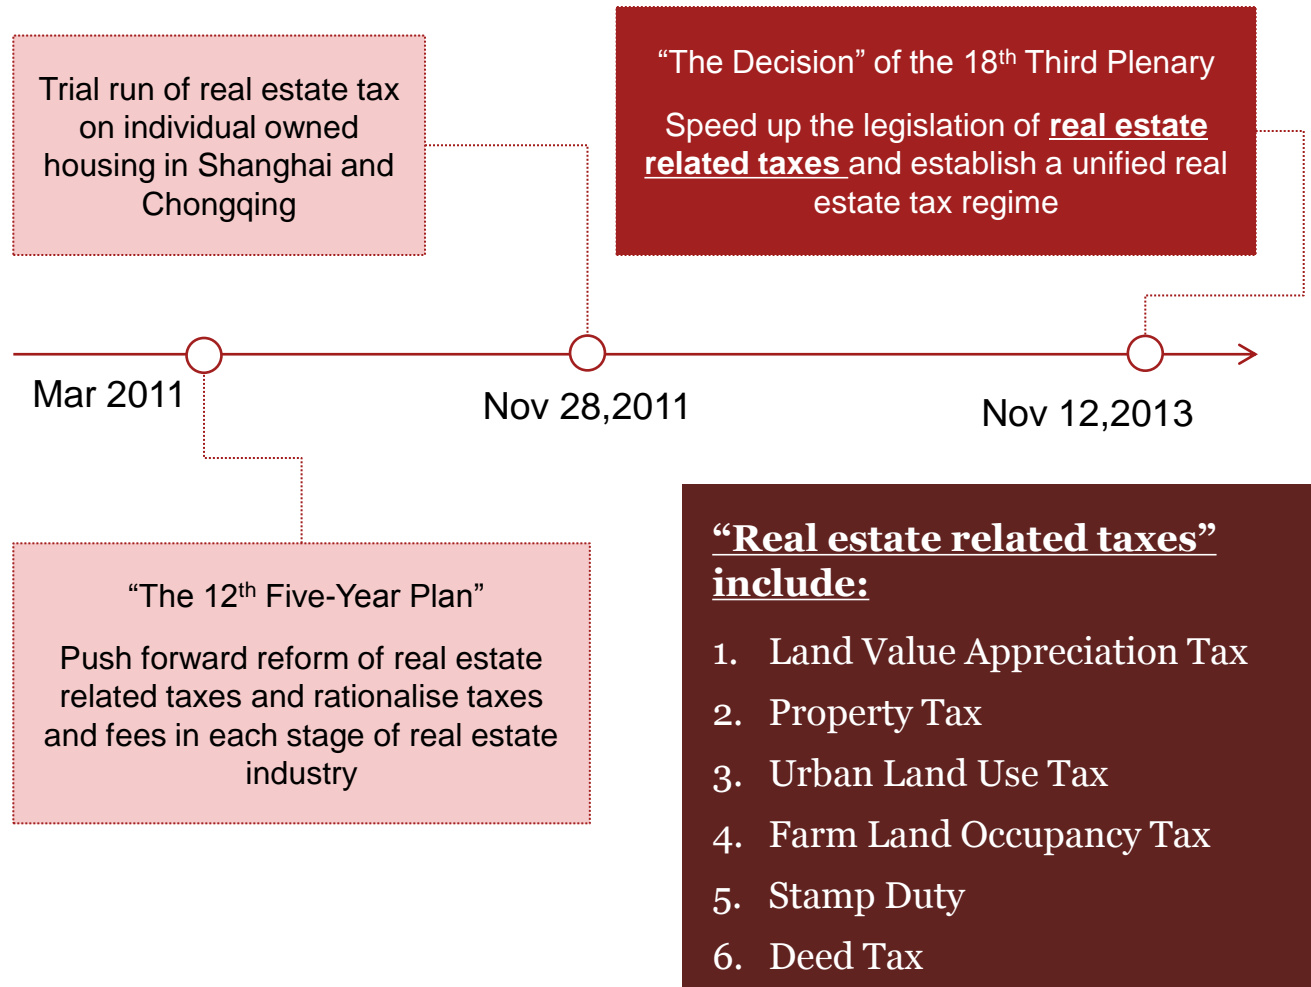 Trial run of real estate tax
on individual owned
housing in Shanghai and
Chongqing
“The Decision” of the 18th Third Plenary
Speed up the legislation of real estate
related taxes and establish a unified real
estate tax regime
Mar 2011
Nov 28,2011
Nov 12,2013
“The 12th Five-Year Plan”
Push forward reform of real estate
related taxes and rationalise taxes
and fees in each stage of real estate
industry
“Real estate related taxes”
include:
1. Land Value Appreciation Tax
2. Property Tax
3. Urban Land Use Tax
4. Farm Land Occupancy Tax
5. Stamp Duty
6. Deed Tax